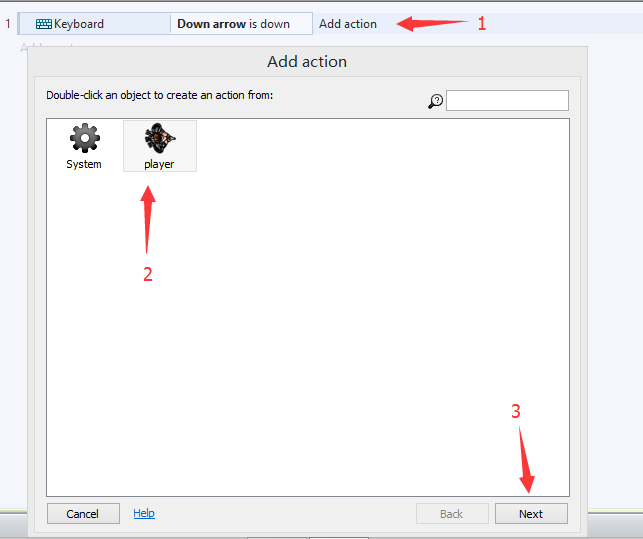 1 Keyboard Down arrow is down Add action 1
Add action
Double-click an object to create an action from:
System player
2
3
Cancel Help Back Next